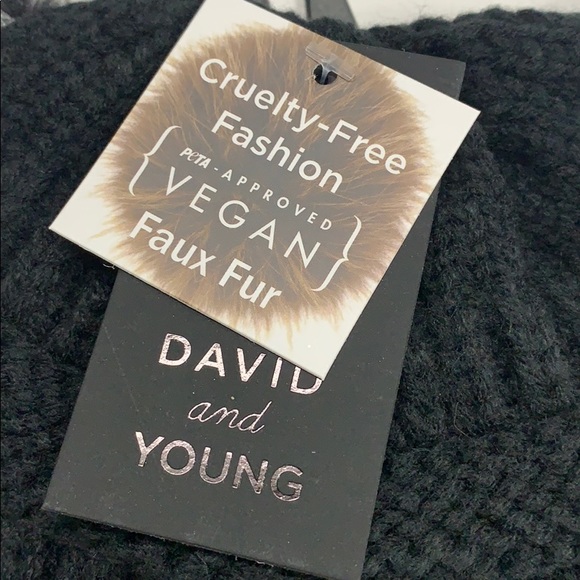 Cruelty-Free
Fashion
PETA-APPROVED
VEGAN
Faux Fur
DAVID
and
YOUNG